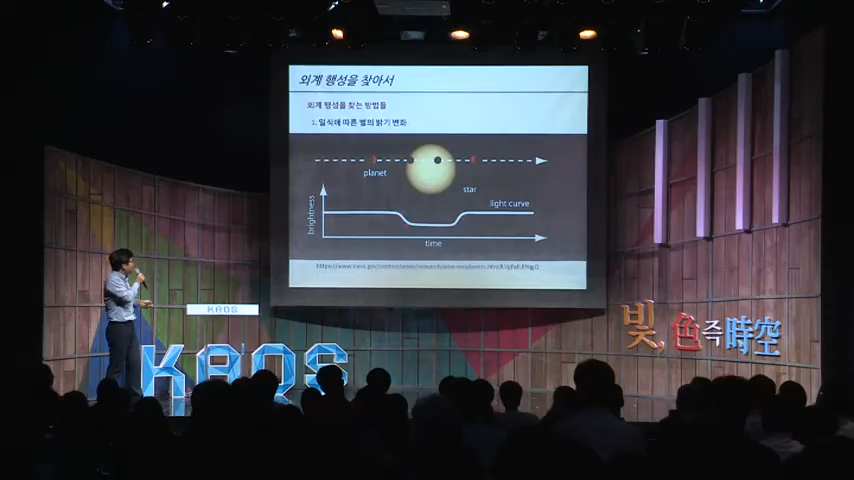 외계 행성을 찾아서
외계 행성을 찾는 방법들
1. 일식에 따른 별의 밝기 변화
planet
star
light curve
brightness
time
KAOS
KAOS
빛, 色즉時空